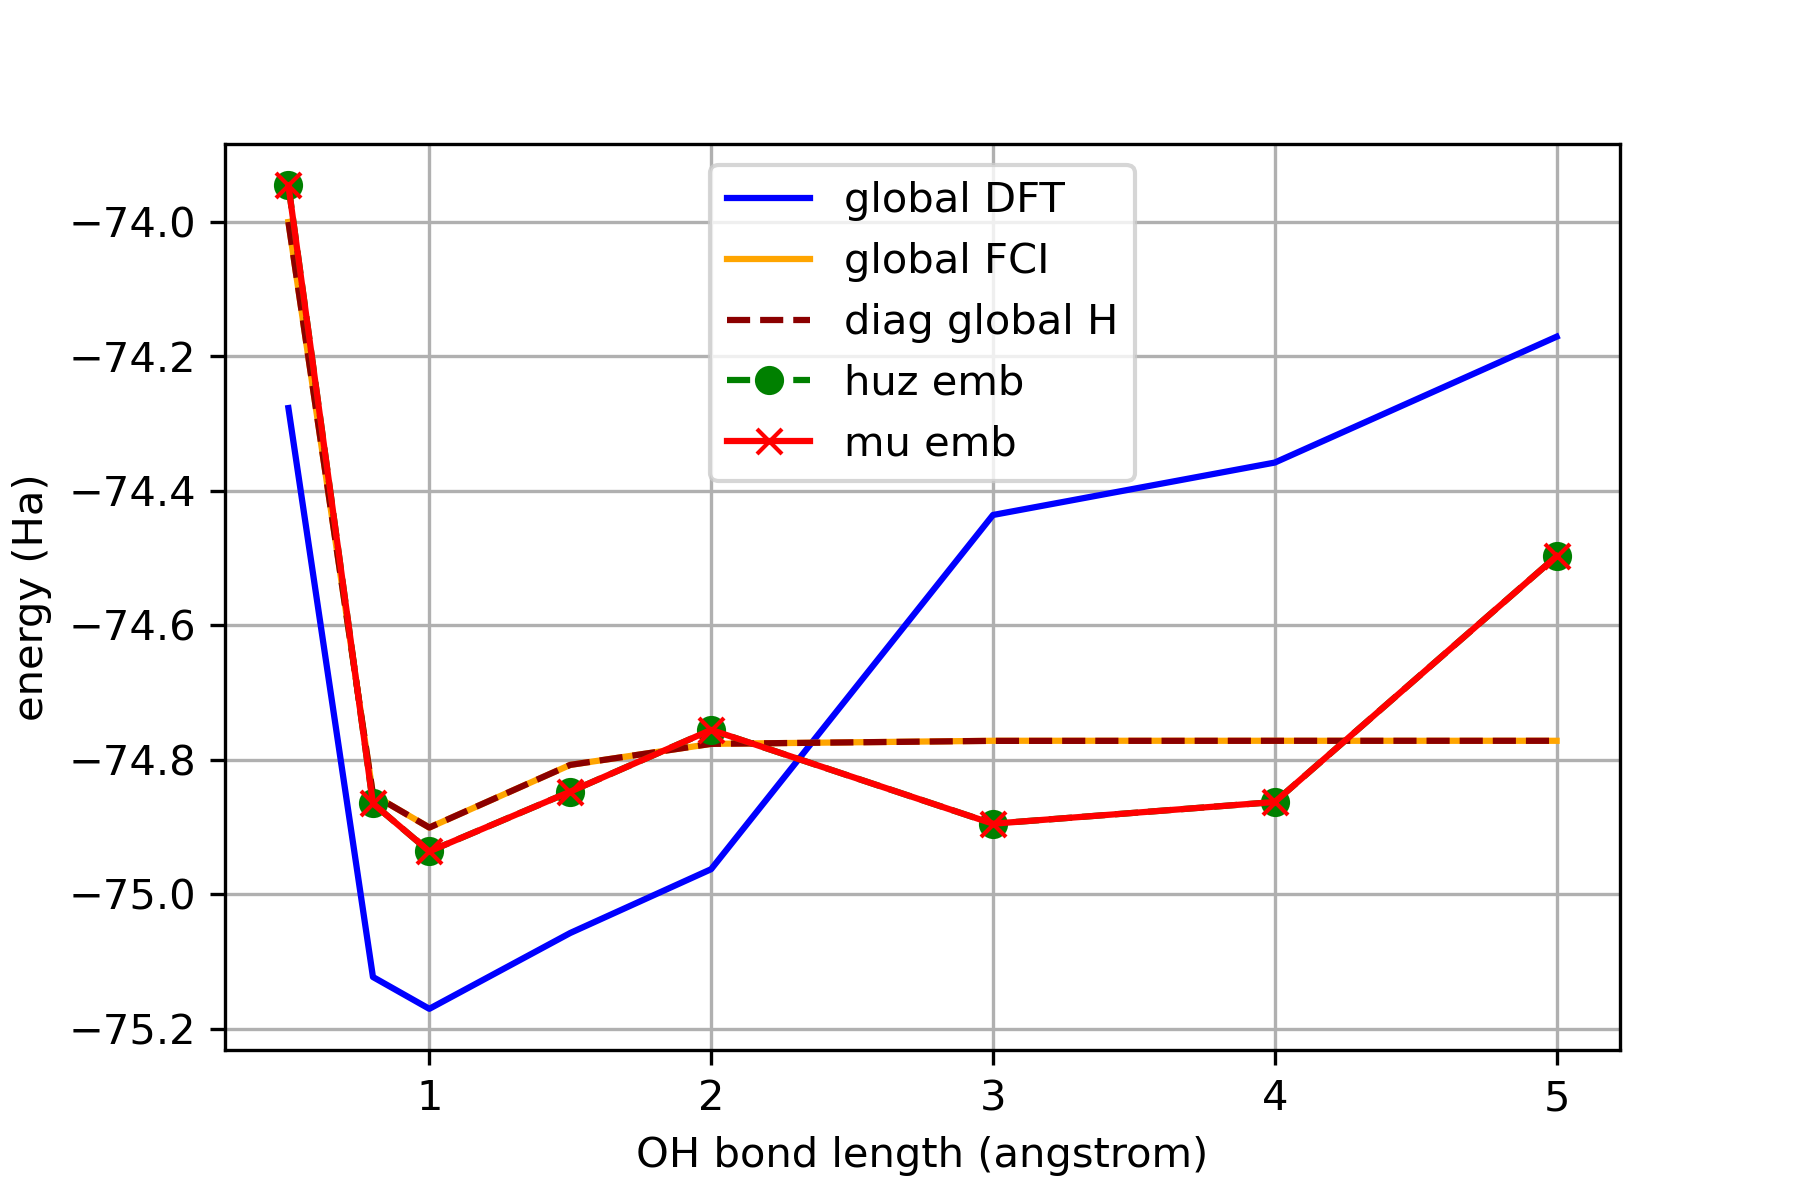 global DFT
global FCI
diag global H
huz emb
mu emb
−74.0
−74.2
−74.4
−74.6
−74.8
−75.0
−75.2
energy (Ha)
1 2 3 4 5
OH bond length (angstrom)